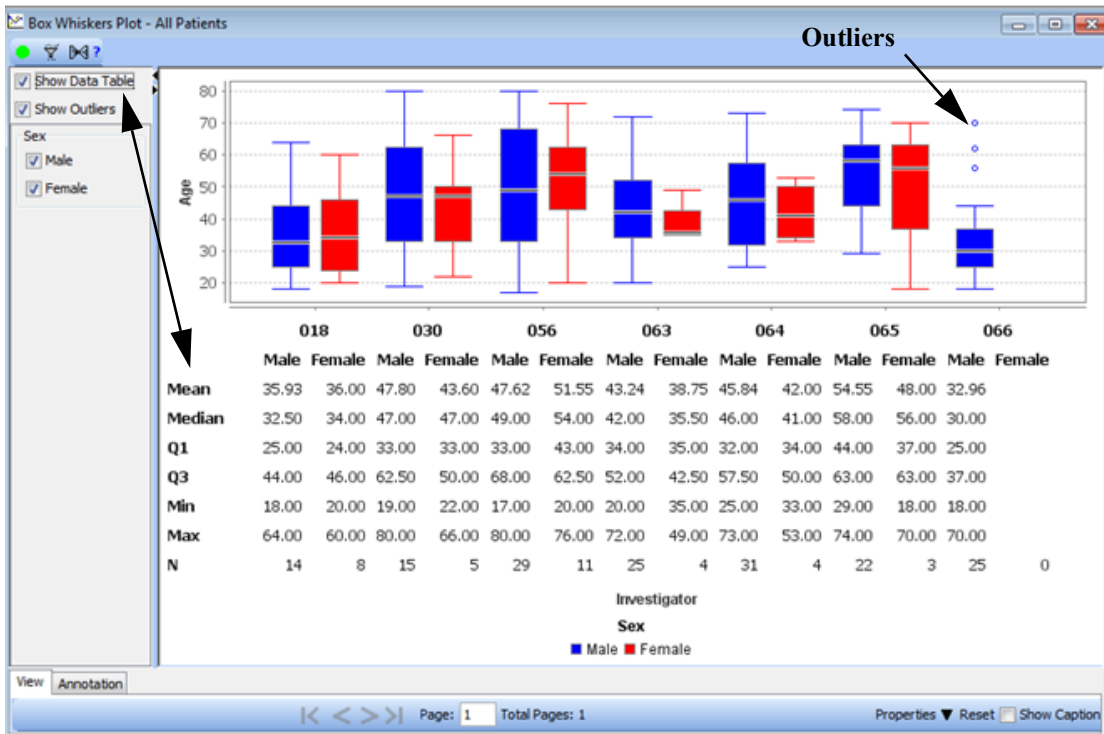 Box Whiskers Plot - All Patients
?
Outliers
Show Data Table
Show Outliers
Sex
Male
Female
Age
80
70
60
50
40
30
20
018 030 056 063 064 065 066
Male Female Male Female Male Female Male Female Male Female Male Female Male Female
Mean 35.93 36.00 47.80 43.60 47.62 51.55 43.24 38.75 45.84 42.00 54.55 48.00 32.96
Median 32.50 34.00 47.00 47.00 49.00 54.00 42.00 35.50 46.00 41.00 58.00 56.00 30.00
Q1 25.00 24.00 33.00 33.00 33.00 43.00 34.00 35.00 32.00 34.00 44.00 37.00 25.00
Q3 44.00 46.00 62.50 50.00 68.00 62.50 52.00 42.50 57.50 50.00 63.00 63.00 37.00
Min 18.00 20.00 19.00 22.00 17.00 20.00 20.00 35.00 25.00 33.00 29.00 18.00 18.00
Max 64.00 60.00 80.00 66.00 80.00 76.00 72.00 49.00 73.00 53.00 74.00 70.00 70.00
N 14 8 15 5 29 11 25 4 31 4 22 3 25 0
Investigator
Sex
Male Female
View Annotation
Page: 1 Total Pages: 1 Properties ▼ Reset Show Caption